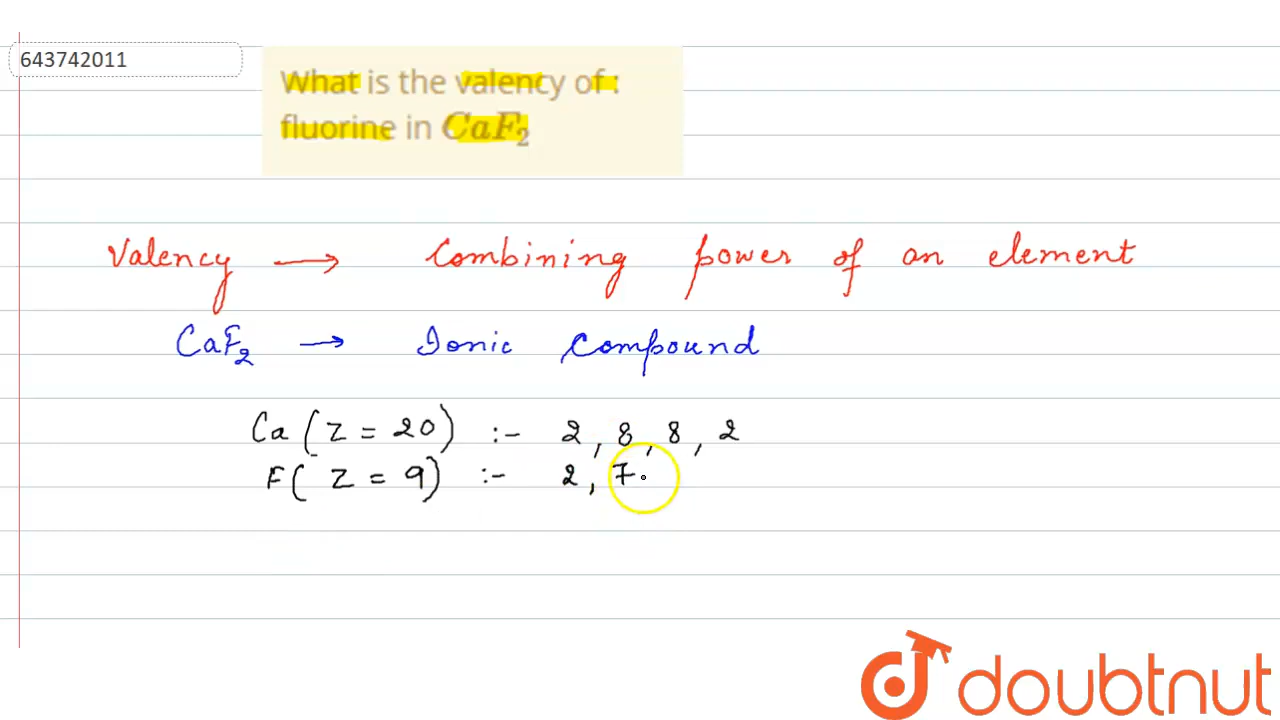 643742011
What is the valency of :
fluorine in CaF₂
Valency → Combining power of an element
CaF₂ → Ionic Compound
Ca ( Z = 20 ) :- 2 , 8 , 8 , 2
F ( Z = 9 ) :- 2 , 7
doubtnut